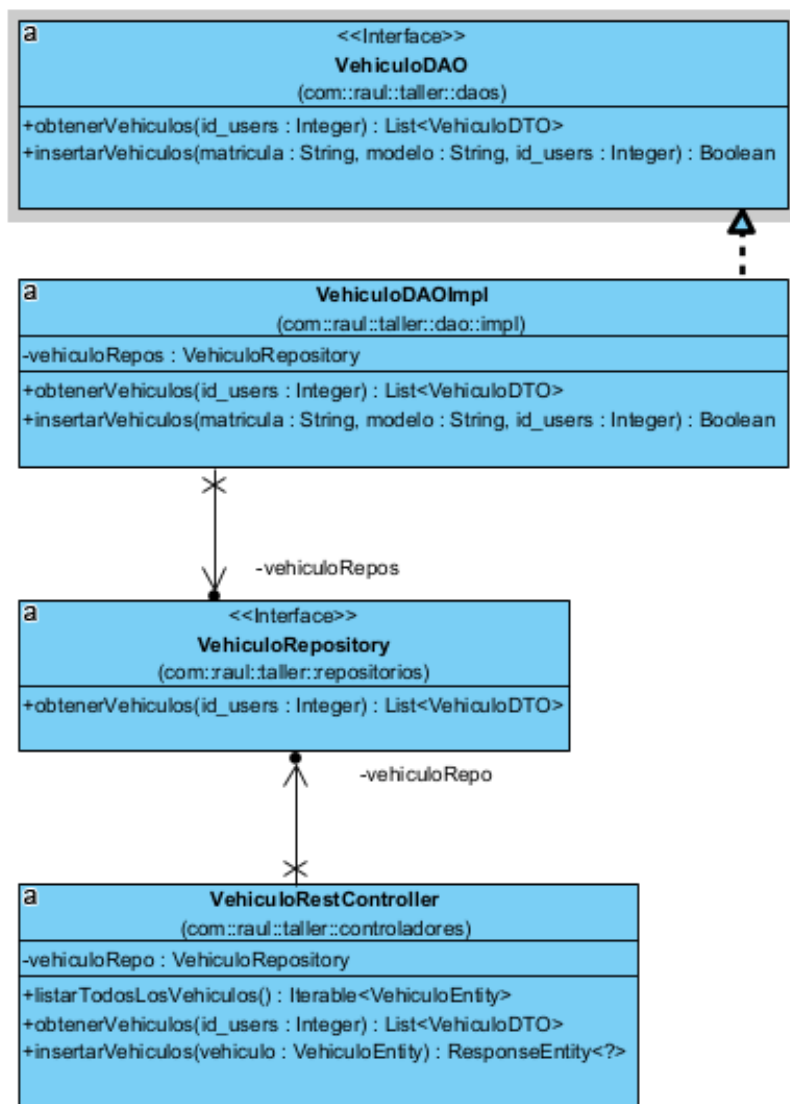 a
<<Interface>>
VehiculoDAO
(com::raul::taller::daos)
+obtenerVehiculos(id_users : Integer) : List<VehiculoDTO>
+insertarVehiculos(matricula : String, modelo : String, id_users : Integer) : Boolean
a
VehiculoDAOImpl
(com::raul::taller::dao::impl)
-vehiculoRepos : VehiculoRepository
+obtenerVehiculos(id_users : Integer) : List<VehiculoDTO>
+insertarVehiculos(matricula : String, modelo : String, id_users : Integer) : Boolean
-vehiculoRepos
a
<<Interface>>
VehiculoRepository
(com::raul::taller::repositorios)
+obtenerVehiculos(id_users : Integer) : List<VehiculoDTO>
-vehiculoRepo
a
VehiculoRestController
(com::raul::taller::controladores)
-vehiculoRepo : VehiculoRepository
+listarTodosLosVehiculos() : Iterable<VehiculoEntity>
+obtenerVehiculos(id_users : Integer) : List<VehiculoDTO>
+insertarVehiculos(vehiculo : VehiculoEntity) : ResponseEntity<?>